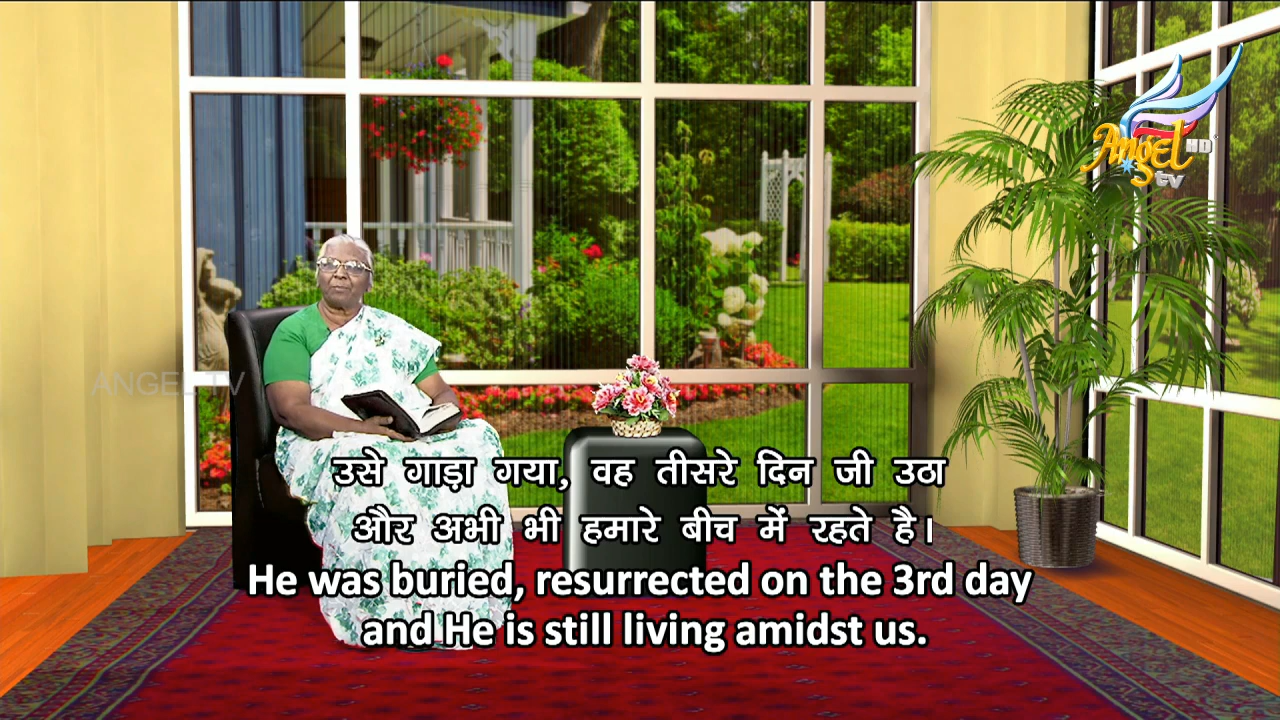 Angel HD
tv
ANGEL TV
उसे गाड़ा गया, वह तीसरे दिन जी उठा
और अभी भी हमारे बीच में रहते है।
He was buried, resurrected on the 3rd day
and He is still living amidst us.